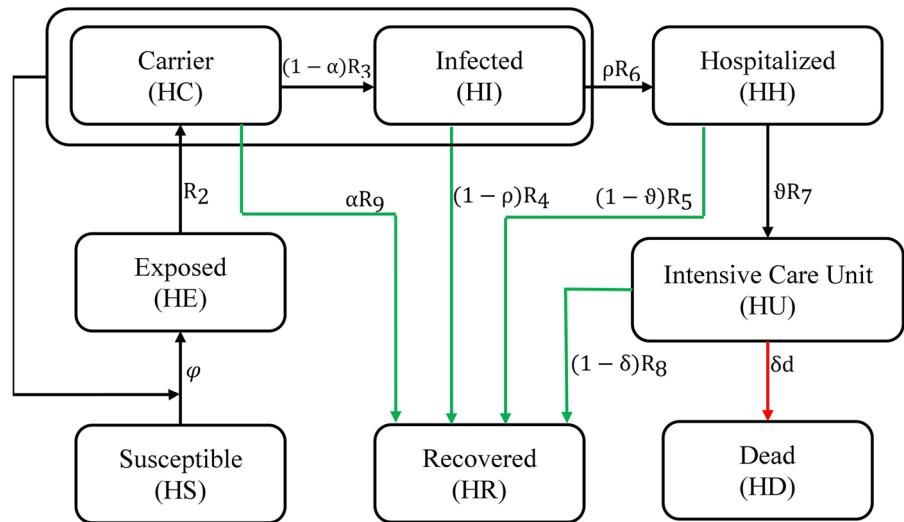 Carrier
(HC)
(1 − α)R3
Infected
(HI)
ρR6
Hospitalized
(HH)
R2
αR9
(1 − ρ)R4
(1 − ϑ)R5
ϑR7
Exposed
(HE)
Intensive Care Unit
(HU)
φ
(1 − δ)R8
δd
Susceptible
(HS)
Recovered
(HR)
Dead
(HD)